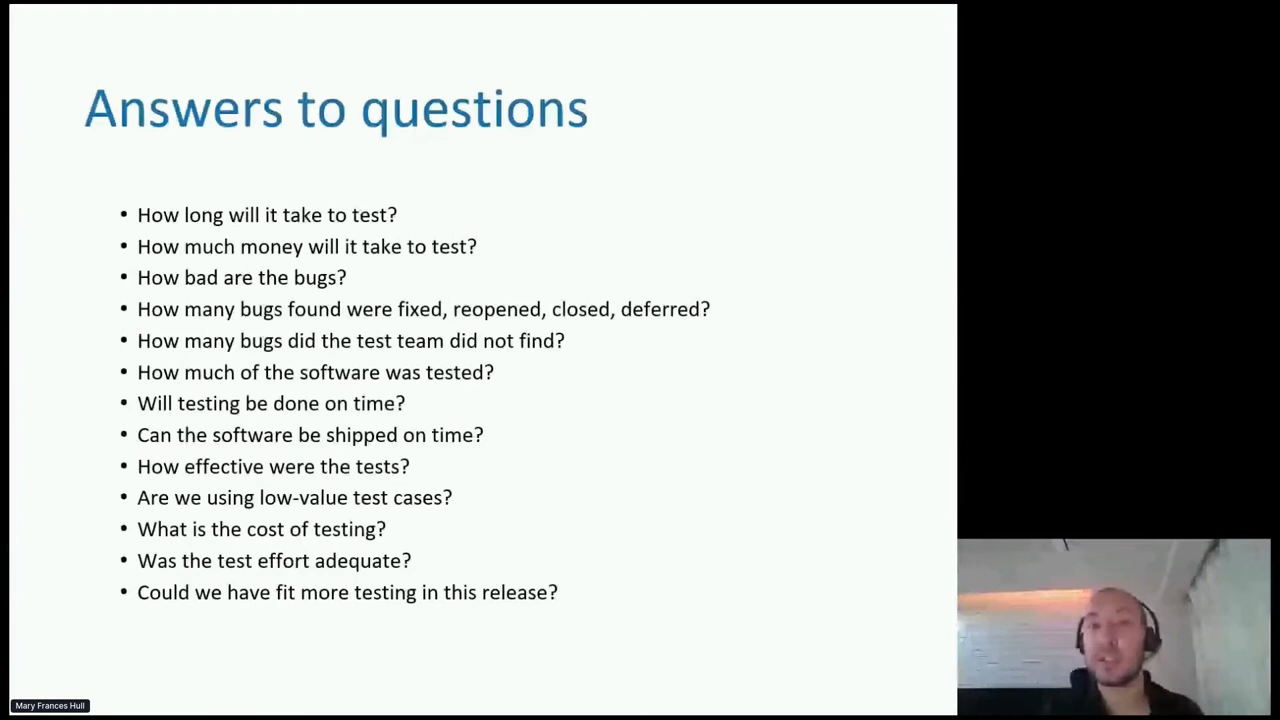 Answers to questions
• How long will it take to test?
• How much money will it take to test?
• How bad are the bugs?
• How many bugs found were fixed, reopened, closed, deferred?
• How many bugs did the test team did not find?
• How much of the software was tested?
• Will testing be done on time?
• Can the software be shipped on time?
• How effective were the tests?
• Are we using low-value test cases?
• What is the cost of testing?
• Was the test effort adequate?
• Could we have fit more testing in this release?
Mary Frances Hull